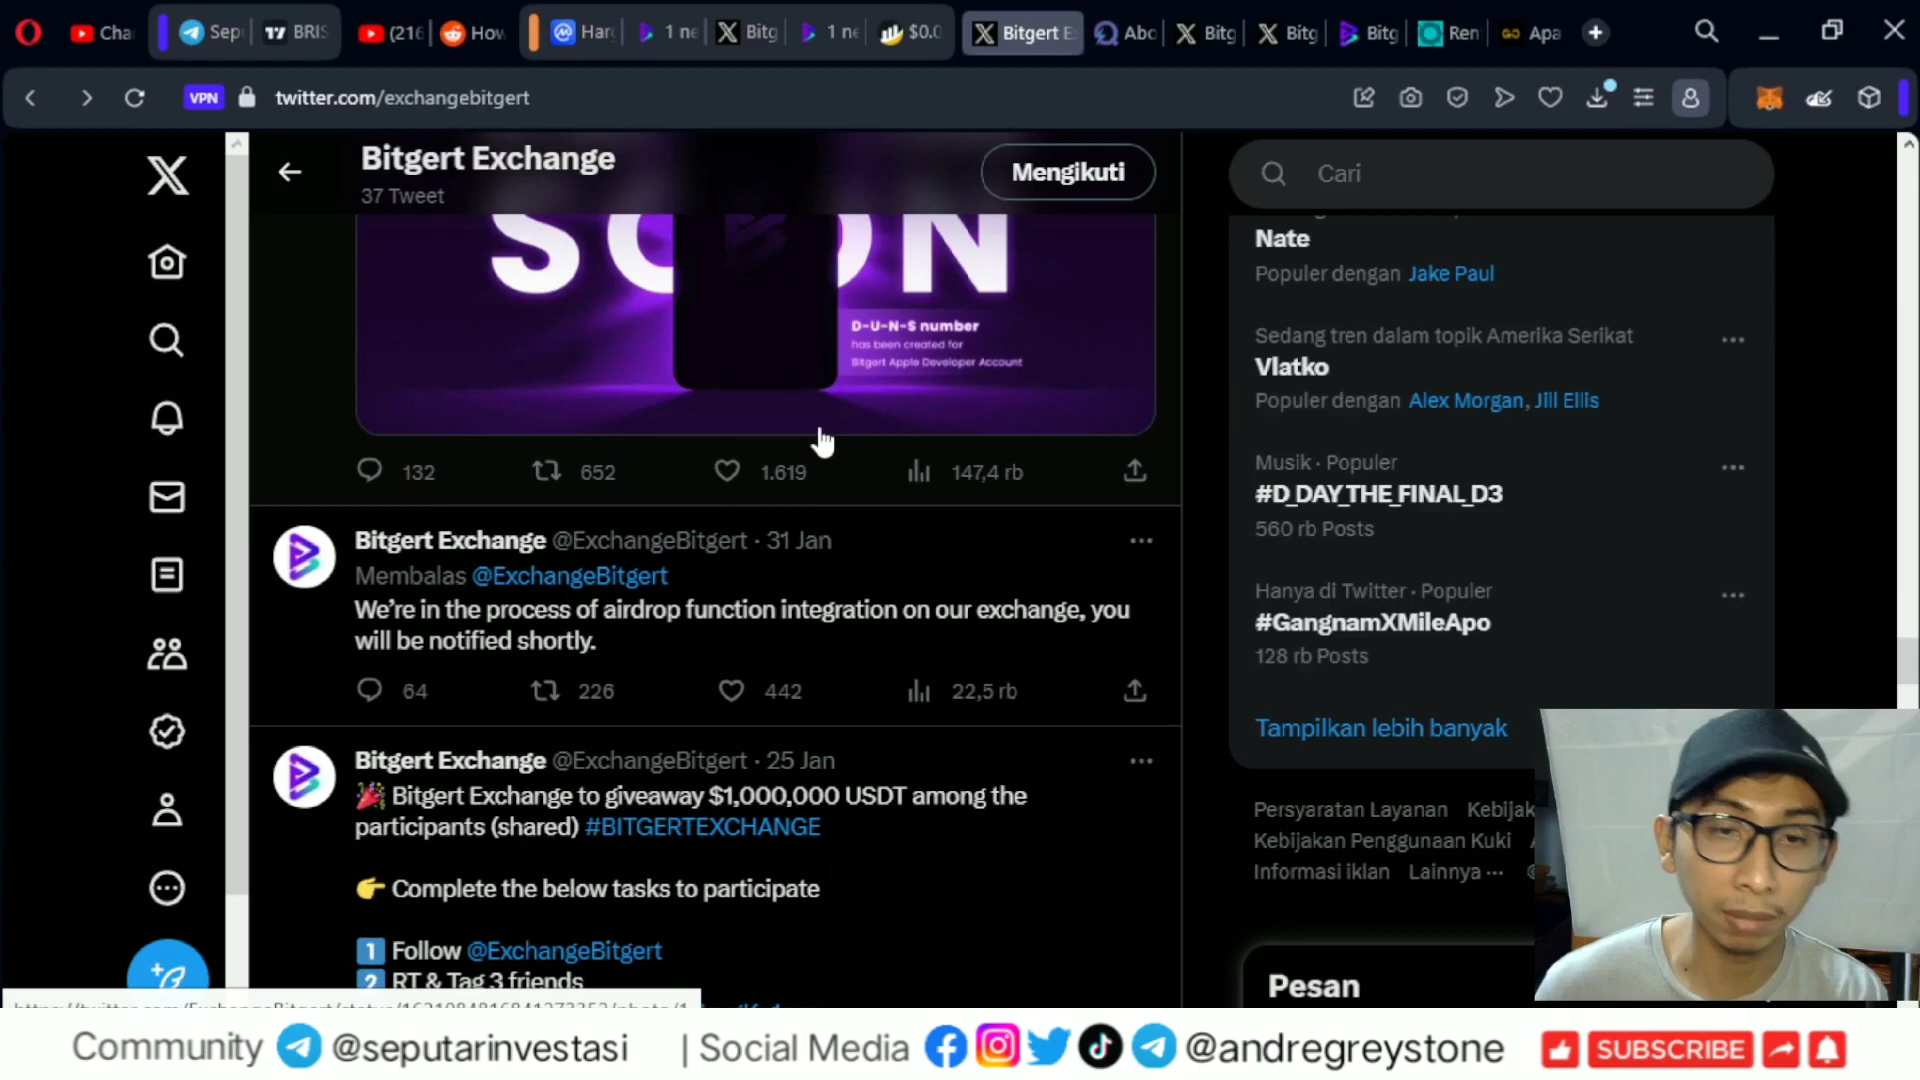 Cha
Sep
BRIS
(216
How
Har
1 ne
Bitg
1 ne
$0.0
Bitgert E
Abo
Bitg
Bitg
Bitg
Ren
Apa
VPN
twitter.com/exchangebitgert
Bitgert Exchange
37 Tweet
Mengikuti
Cari
SOON
D-U-N-S number
has been created for
Bitgert Apple Developer Account
132 652 1.619 147,4 rb
Bitgert Exchange @ExchangeBitgert · 31 Jan
Membalas @ExchangeBitgert
We're in the process of airdrop function integration on our exchange, you
will be notified shortly.
64 226 442 22,5 rb
Bitgert Exchange @ExchangeBitgert · 25 Jan
🎉 Bitgert Exchange to giveaway $1,000,000 USDT among the
participants (shared) #BITGERTEXCHANGE
👉 Complete the below tasks to participate
1 Follow @ExchangeBitgert
2 RT & Tag 3 friends
Nate
Populer dengan Jake Paul
Sedang tren dalam topik Amerika Serikat
Vlatko
Populer dengan Alex Morgan, Jill Ellis
Musik · Populer
#D_DAY_THE_FINAL_D3
560 rb Posts
Hanya di Twitter · Populer
#GangnamXMileApo
128 rb Posts
Tampilkan lebih banyak
Persyaratan Layanan Kebijak
Kebijakan Penggunaan Kuki
Informasi iklan Lainnya ···
Pesan
Community @seputarinvestasi | Social Media @andregreystone SUBSCRIBE